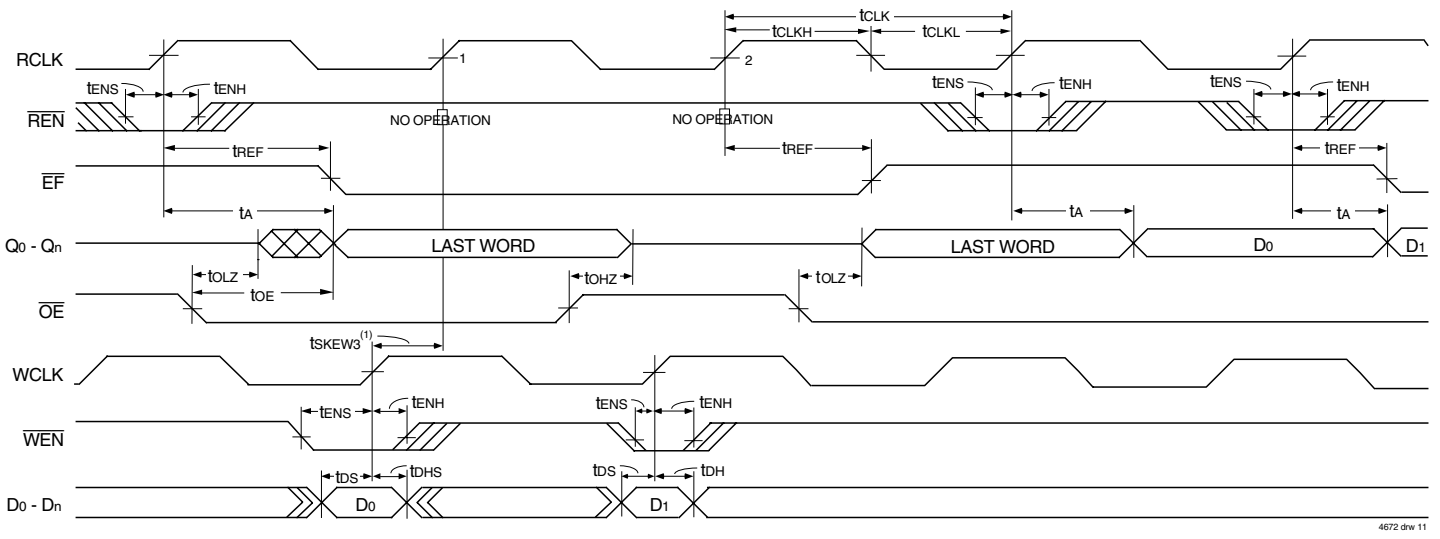 tCLK
tCLKH
tCLKL
RCLK
1
2
tENS
tENH
tENS
tENH
tENS
tENH
REN
NO OPERATION
NO OPERATION
tREF
tREF
tREF
EF
tA
tA
tA
Q0 - Qn
LAST WORD
LAST WORD
D0
D1
tOLZ
tOHZ
tOLZ
tOE
OE
tSKEW3(1)
WCLK
tENS
tENH
tENS
tENH
WEN
tDS
tDHS
tDS
tDH
D0 - Dn
D0
D1
4672 drw 11